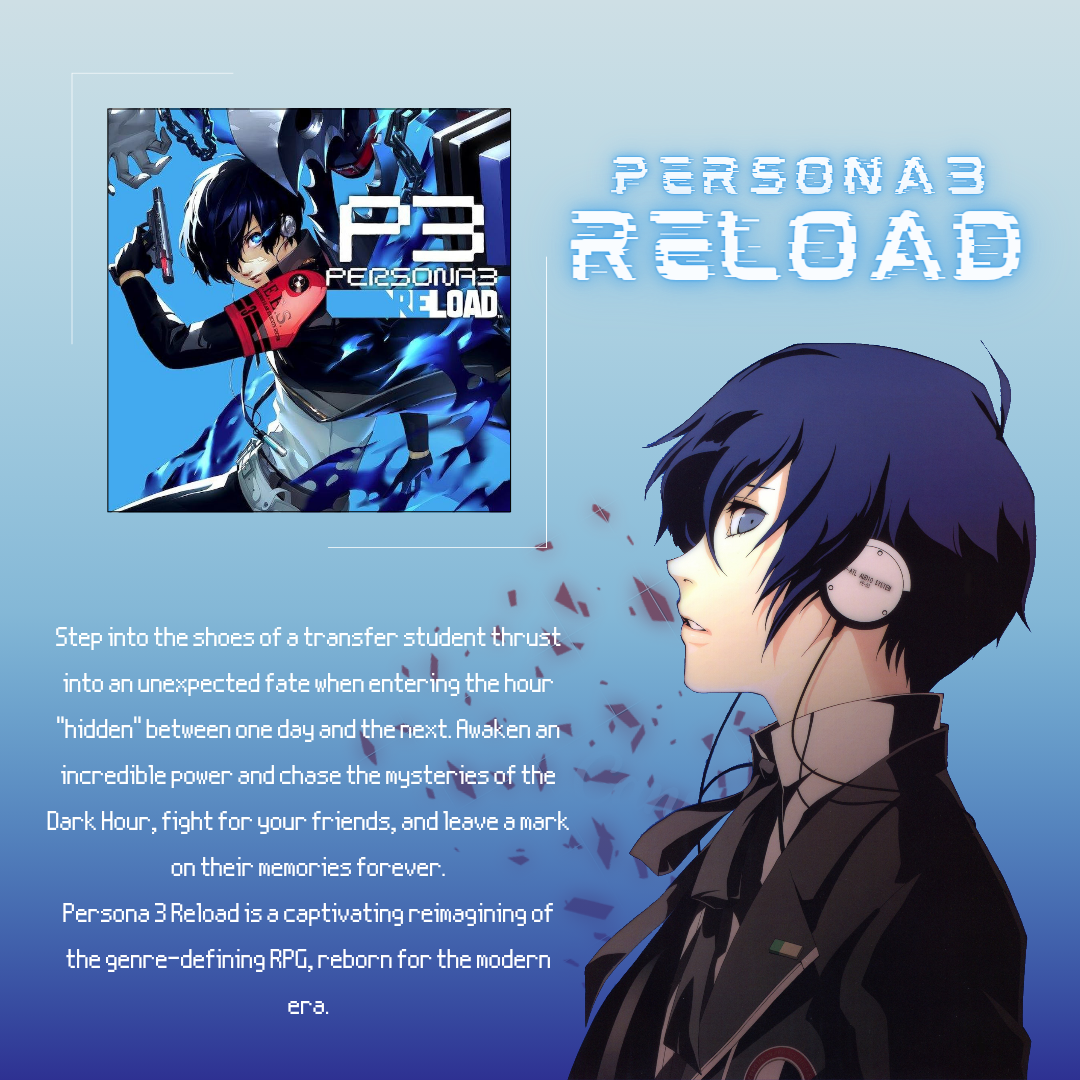 P3
PERSONA3
RELOAD
PERSONA3
RELOAD
Step into the shoes of a transfer student thrust
into an unexpected fate when entering the hour
"hidden" between one day and the next. Awaken an
incredible power and chase the mysteries of the
Dark Hour, fight for your friends, and leave a mark
on their memories forever.
Persona 3 Reload is a captivating reimagining of
the genre-defining RPG, reborn for the modern
era.
AUDIO SYSTEM